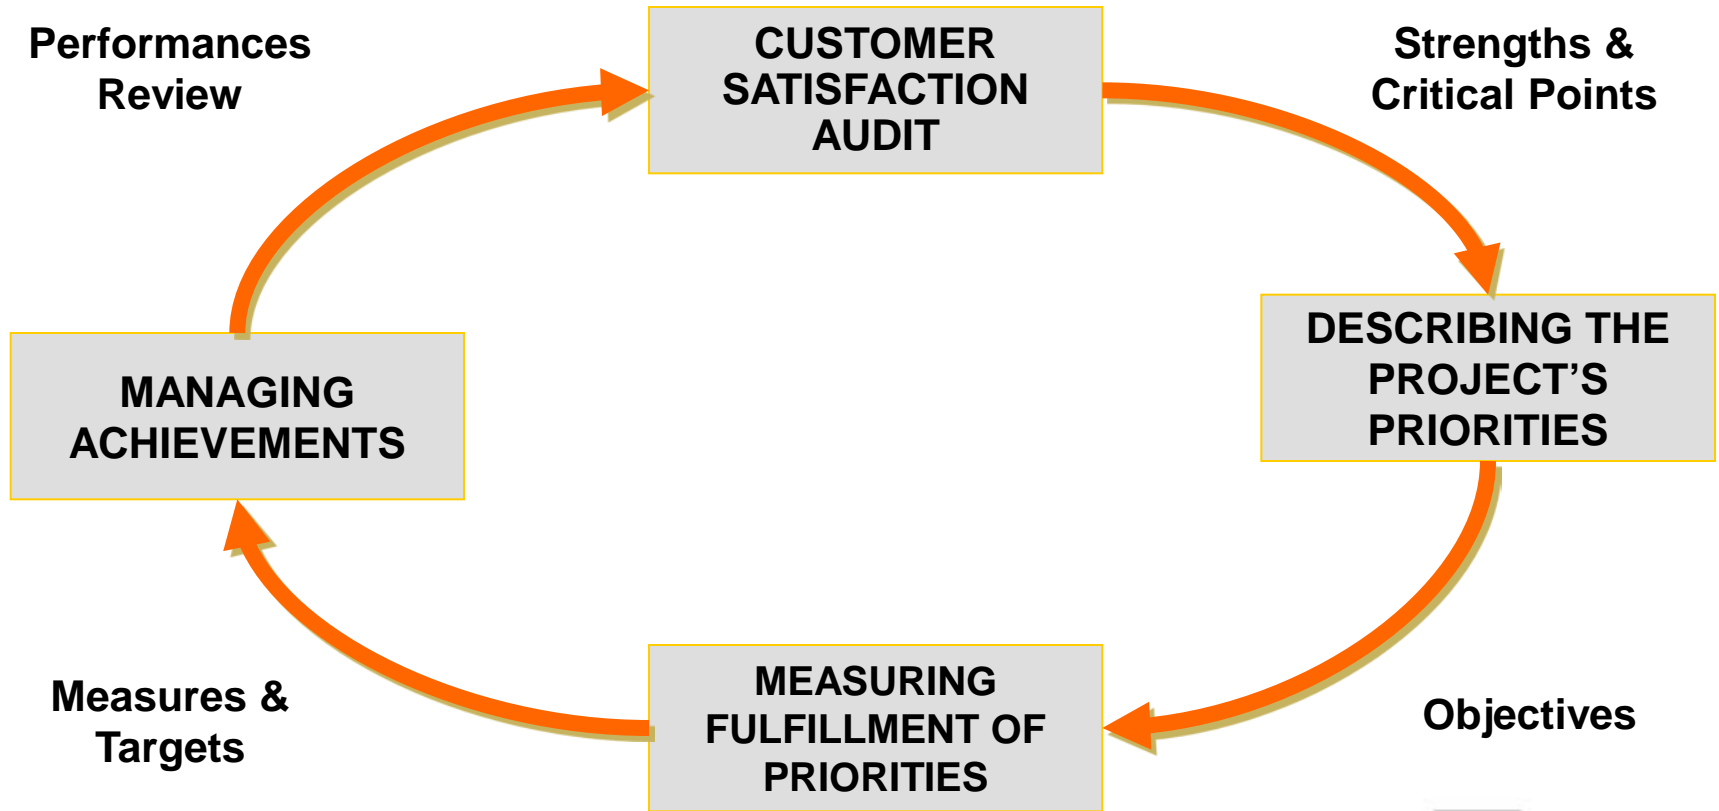 Performances
Review
CUSTOMER
SATISFACTION
AUDIT
Strengths &
Critical Points
MANAGING
ACHIEVEMENTS
DESCRIBING THE
PROJECT’S
PRIORITIES
Measures &
Targets
MEASURING
FULFILLMENT OF
PRIORITIES
Objectives